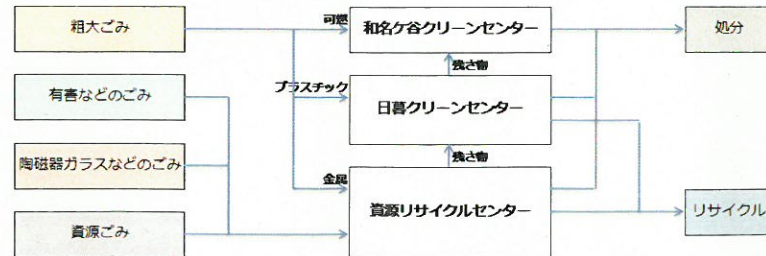 粗大ごみ
可燃
和名ケ谷クリーンセンター
処分
残さ物
有害などのごみ
プラスチック
日暮クリーンセンター
陶磁器ガラスなどのごみ
残さ物
金属
資源リサイクルセンター
リサイクル
資源ごみ